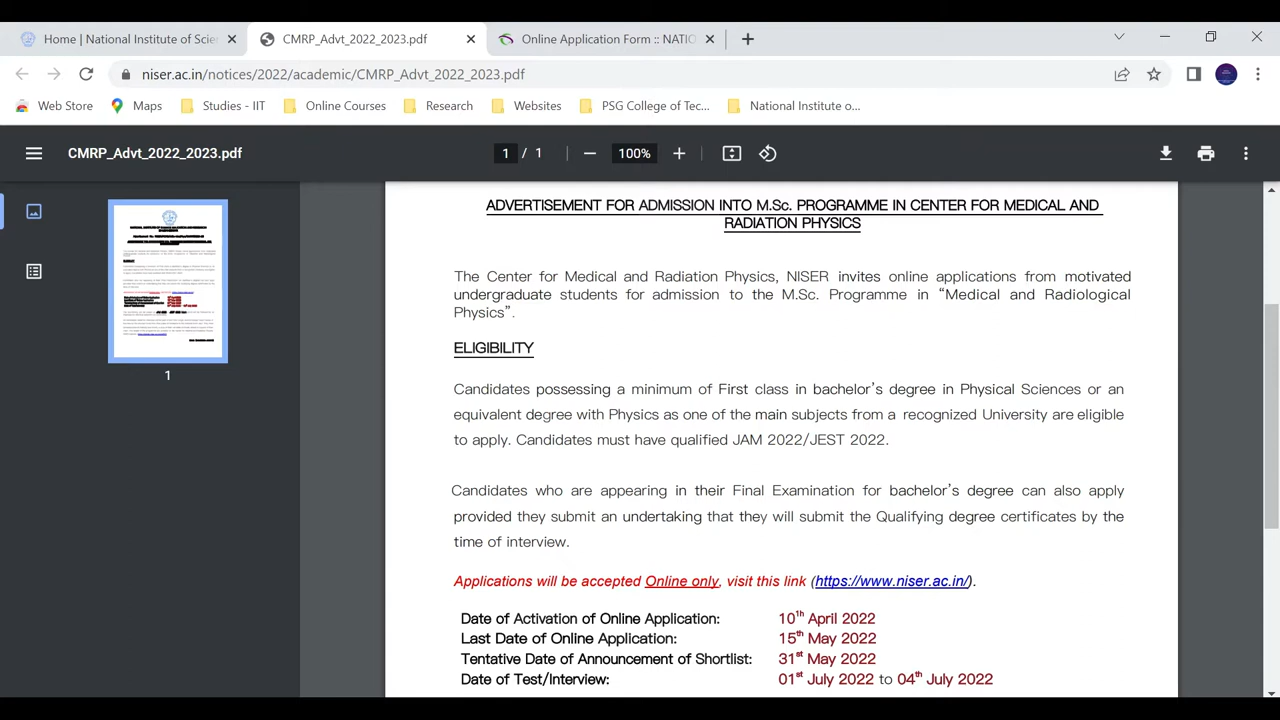 Home | National Institute of Scien
CMRP_Advt_2022_2023.pdf
Online Application Form :: NATIO
niser.ac.in/notices/2022/academic/CMRP_Advt_2022_2023.pdf
Web Store
Maps
Studies - IIT
Online Courses
Research
Websites
PSG College of Tec...
National Institute o...
CMRP_Advt_2022_2023.pdf
1 / 1
100%
1
ADVERTISEMENT FOR ADMISSION INTO M.Sc. PROGRAMME IN CENTER FOR MEDICAL AND
RADIATION PHYSICS
The Center for Medical and Radiation Physics, NISER invites online applications from motivated
undergraduate students for admission to the M.Sc. Programme in “Medical and Radiological
Physics”.
ELIGIBILITY
Candidates possessing a minimum of First class in bachelor’s degree in Physical Sciences or an
equivalent degree with Physics as one of the main subjects from a recognized University are eligible
to apply. Candidates must have qualified JAM 2022/JEST 2022.
Candidates who are appearing in their Final Examination for bachelor’s degree can also apply
provided they submit an undertaking that they will submit the Qualifying degree certificates by the
time of interview.
Applications will be accepted Online only, visit this link (https://www.niser.ac.in/).
Date of Activation of Online Application: 10th April 2022
Last Date of Online Application: 15th May 2022
Tentative Date of Announcement of Shortlist: 31st May 2022
Date of Test/Interview: 01st July 2022 to 04th July 2022